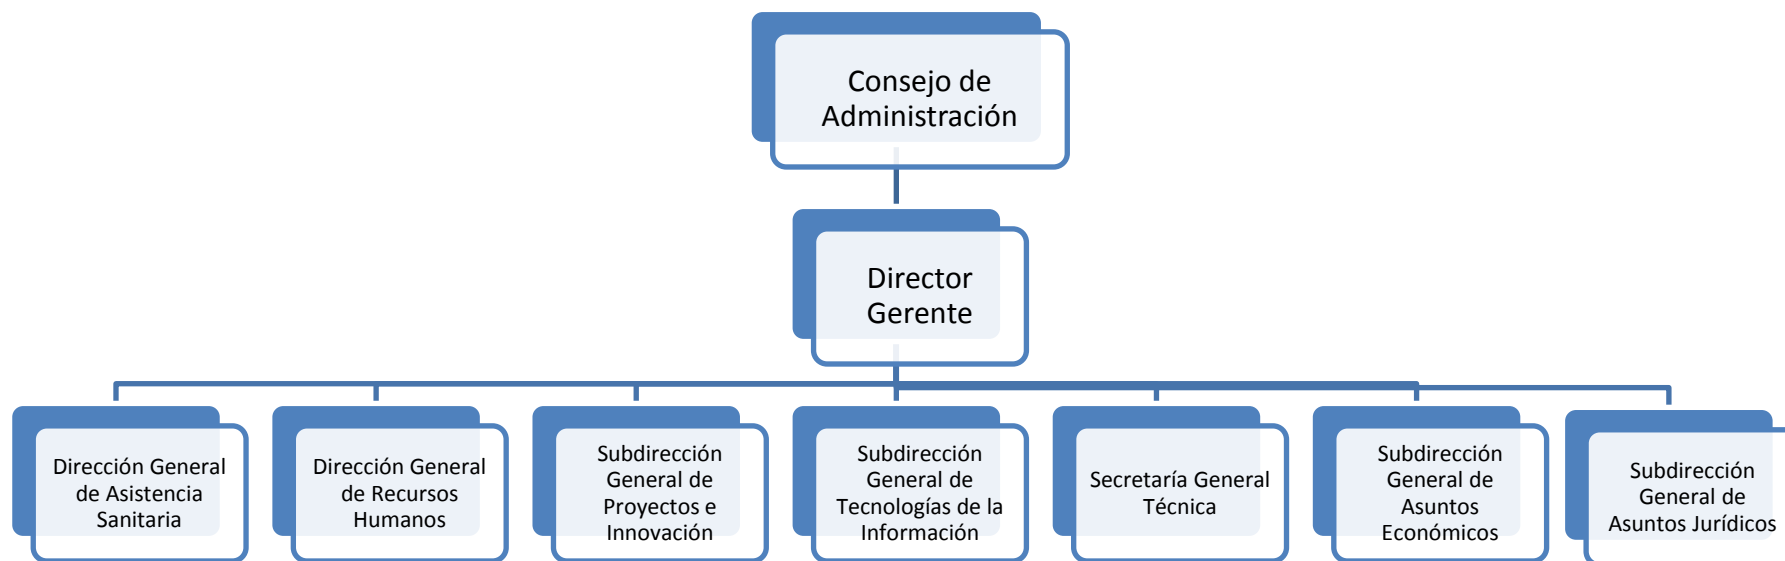 Consejo de
Administración
Director
Gerente
Dirección General
de Asistencia
Sanitaria
Dirección General
de Recursos
Humanos
Subdirección
General de
Proyectos e
Innovación
Subdirección
General de
Tecnologías de la
Información
Secretaría General
Técnica
Subdirección
General de
Asuntos
Económicos
Subdirección
General de
Asuntos Jurídicos